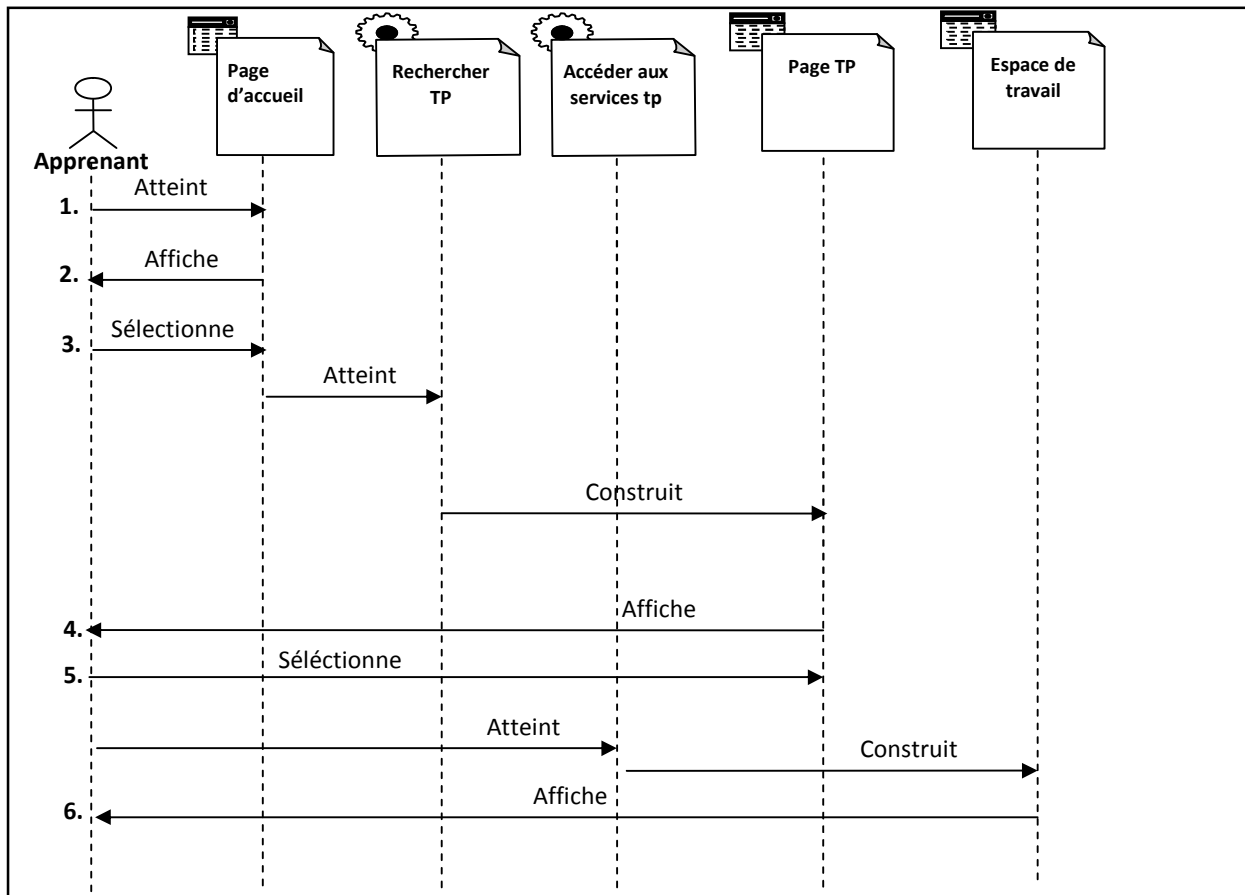 Page
d’accueil
Rechercher
TP
Accéder aux
services tp
Page TP
Espace de
travail
Apprenant
Atteint
1.
Affiche
2.
Sélectionne
3.
Atteint
Construit
Affiche
4.
Séléctionne
5.
Atteint
Construit
Affiche
6.